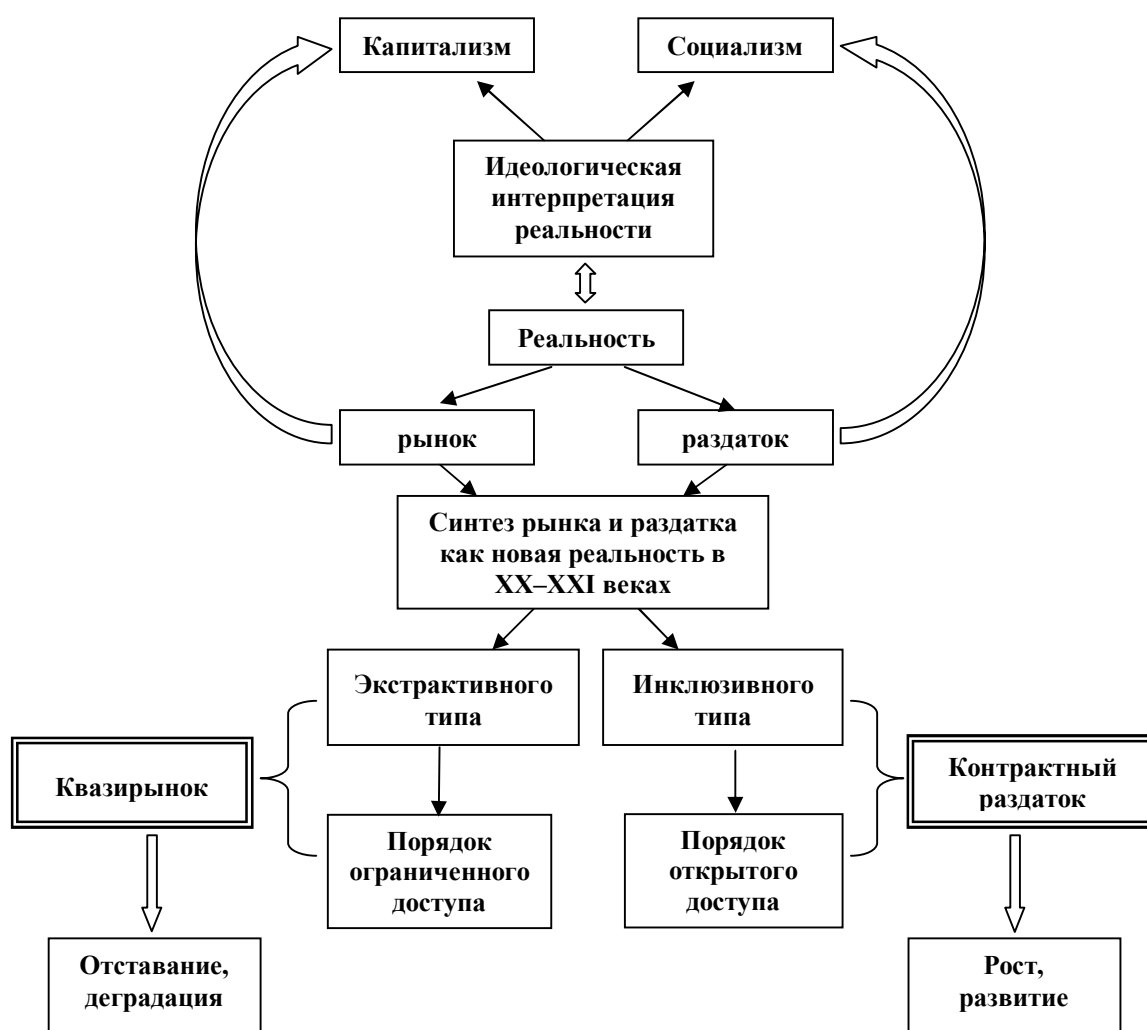 Капитализм
Социализм
Идеологическая
интерпретация
реальности
Реальность
рынок
раздаток
Синтез рынка и раздатка
как новая реальность в
XX–XXI веках
Экстрактивного
типа
Инклюзивного
типа
Квазирынок
Контрактный
раздаток
Порядок
ограниченного
доступа
Порядок
открытого
доступа
Отставание,
деградация
Рост,
развитие